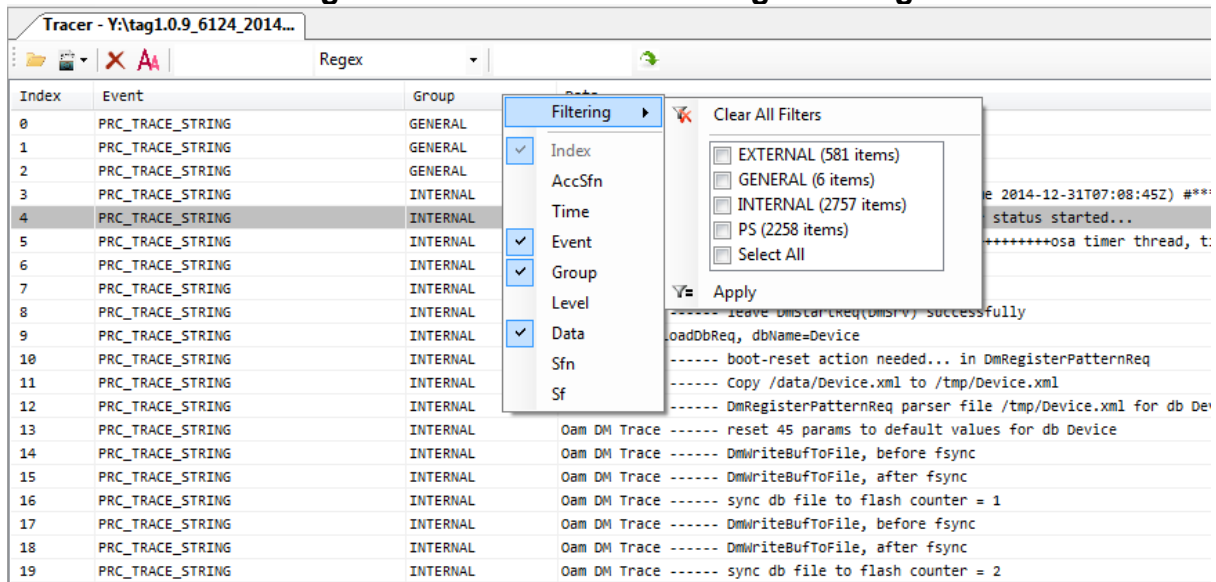 Tracer - Y:\tag1.0.9_6124_2014...
Regex
Index Event Group
0 PRC_TRACE_STRING GENERAL
1 PRC_TRACE_STRING GENERAL
2 PRC_TRACE_STRING GENERAL
3 PRC_TRACE_STRING INTERNAL 2014-12-31T07:08:45Z) #***
4 PRC_TRACE_STRING INTERNAL status started...
5 PRC_TRACE_STRING INTERNAL ++++++++osa timer thread,
6 PRC_TRACE_STRING INTERNAL
7 PRC_TRACE_STRING INTERNAL
8 PRC_TRACE_STRING INTERNAL ------ leave DmStartReq(DmSrv) successfully
9 PRC_TRACE_STRING INTERNAL oadDbReq, dbName=Device
10 PRC_TRACE_STRING INTERNAL ------ boot-reset action needed... in DmRegisterPatternReq
11 PRC_TRACE_STRING INTERNAL ------ Copy /data/Device.xml to /tmp/Device.xml
12 PRC_TRACE_STRING INTERNAL ------ DmRegisterPatternReq parser file /tmp/Device.xml for db Dev
13 PRC_TRACE_STRING INTERNAL Oam DM Trace ------ reset 45 params to default values for db Device
14 PRC_TRACE_STRING INTERNAL Oam DM Trace ------ DmWriteBufToFile, before fsync
15 PRC_TRACE_STRING INTERNAL Oam DM Trace ------ DmWriteBufToFile, after fsync
16 PRC_TRACE_STRING INTERNAL Oam DM Trace ------ sync db file to flash counter = 1
17 PRC_TRACE_STRING INTERNAL Oam DM Trace ------ DmWriteBufToFile, before fsync
18 PRC_TRACE_STRING INTERNAL Oam DM Trace ------ DmWriteBufToFile, after fsync
19 PRC_TRACE_STRING INTERNAL Oam DM Trace ------ sync db file to flash counter = 2
Filtering
Index
AccSfn
Time
Event
Group
Level
Data
Sfn
Sf
Clear All Filters
EXTERNAL (581 items)
GENERAL (6 items)
INTERNAL (2757 items)
PS (2258 items)
Select All
Apply